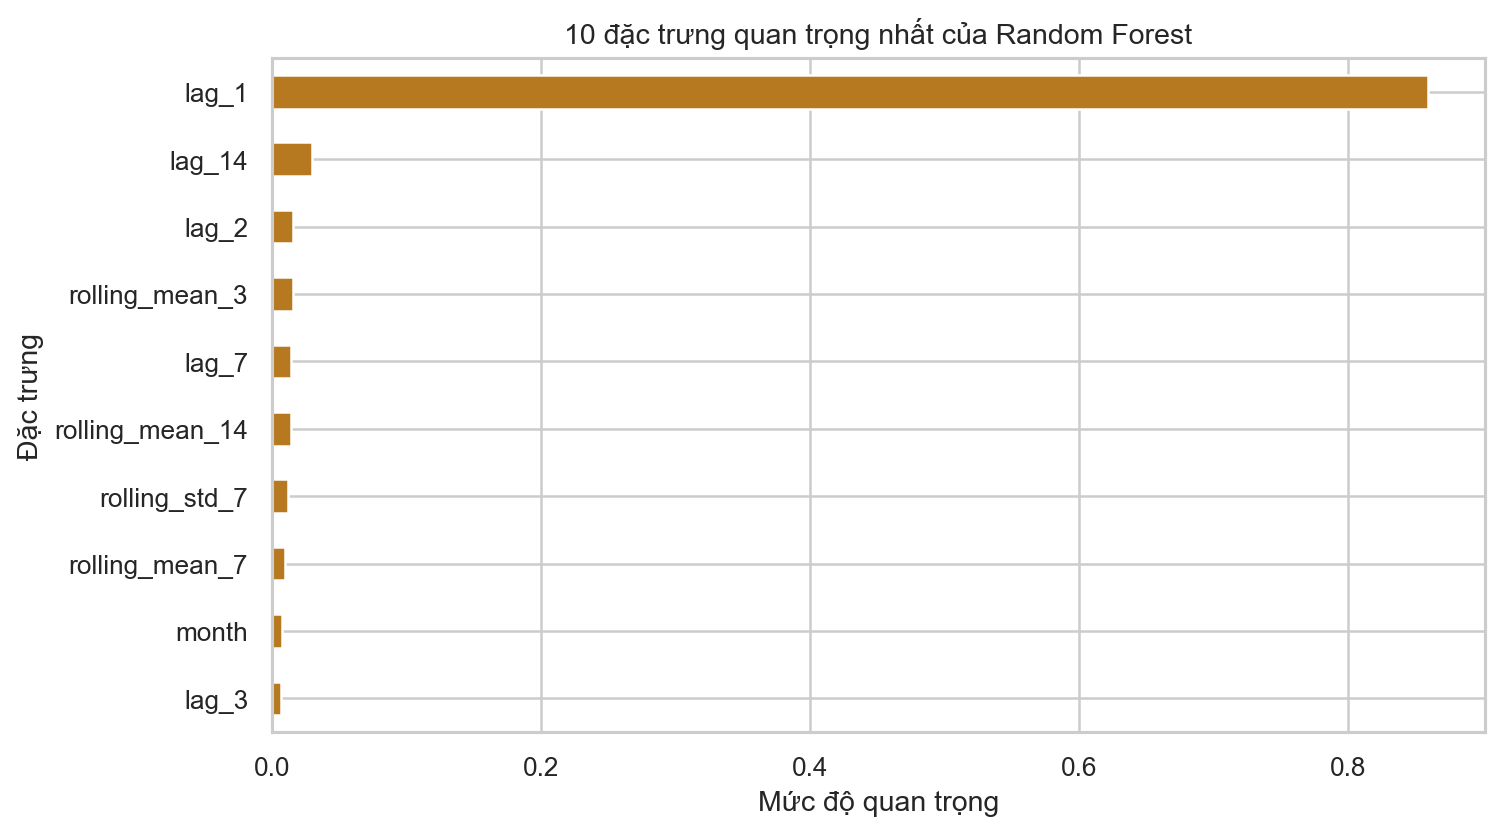 10 đặc trưng quan trọng nhất của Random Forest
lag_1
lag_14
lag_2
rolling_mean_3
lag_7
rolling_mean_14
rolling_std_7
rolling_mean_7
month
lag_3
Đặc trưng
0.0
0.2
0.4
0.6
0.8
Mức độ quan trọng